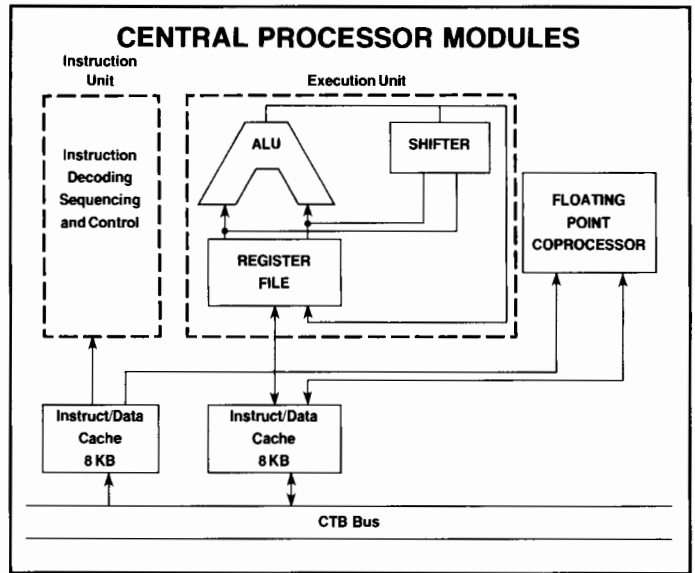 CENTRAL PROCESSOR MODULES
Instruction
Unit
Execution Unit
Instruction
Decoding
Sequencing
and Control
ALU
SHIFTER
REGISTER
FILE
FLOATING
POINT
COPROCESSOR
Instruct/Data
Cache
8 KB
Instruct/Data
Cache
8 KB
CTB Bus